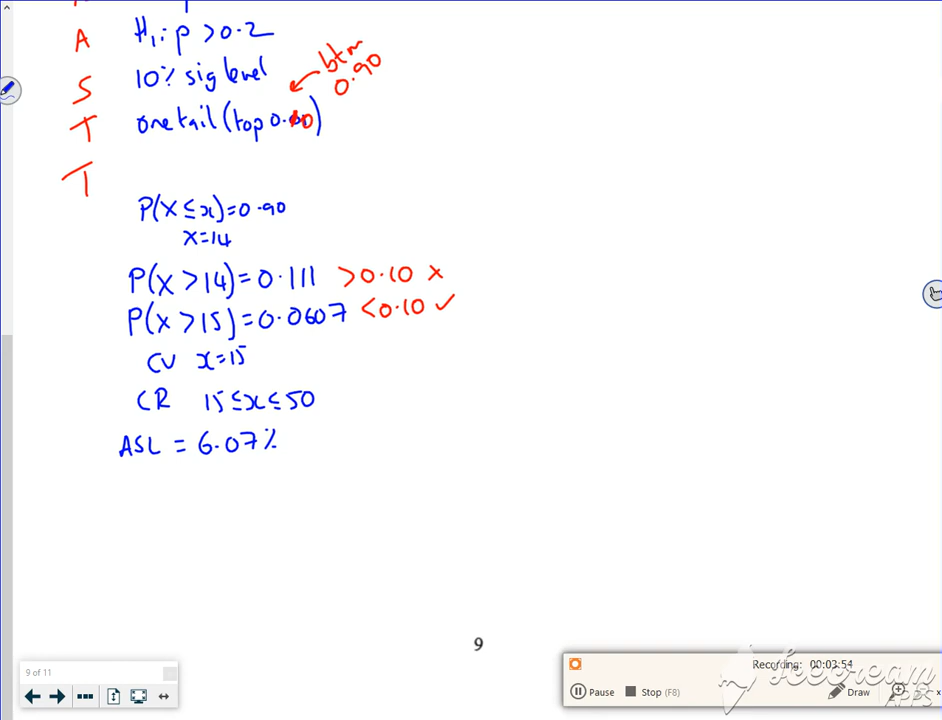 A H₁: p > 0.2
S 10% sig level
btm 0.90
T one tail (top 0.10)
T
P(X ≤ x) = 0.90
x = 14
P(X > 14) = 0.111 > 0.10 ×
P(X > 15) = 0.0607 < 0.10 ✓
CV x = 15
CR 15 ≤ x ≤ 50
ASL = 6.07%
9
9 of 11
Recording: 00:03:54
Pause Stop (F8) Draw
Icecream
APPS